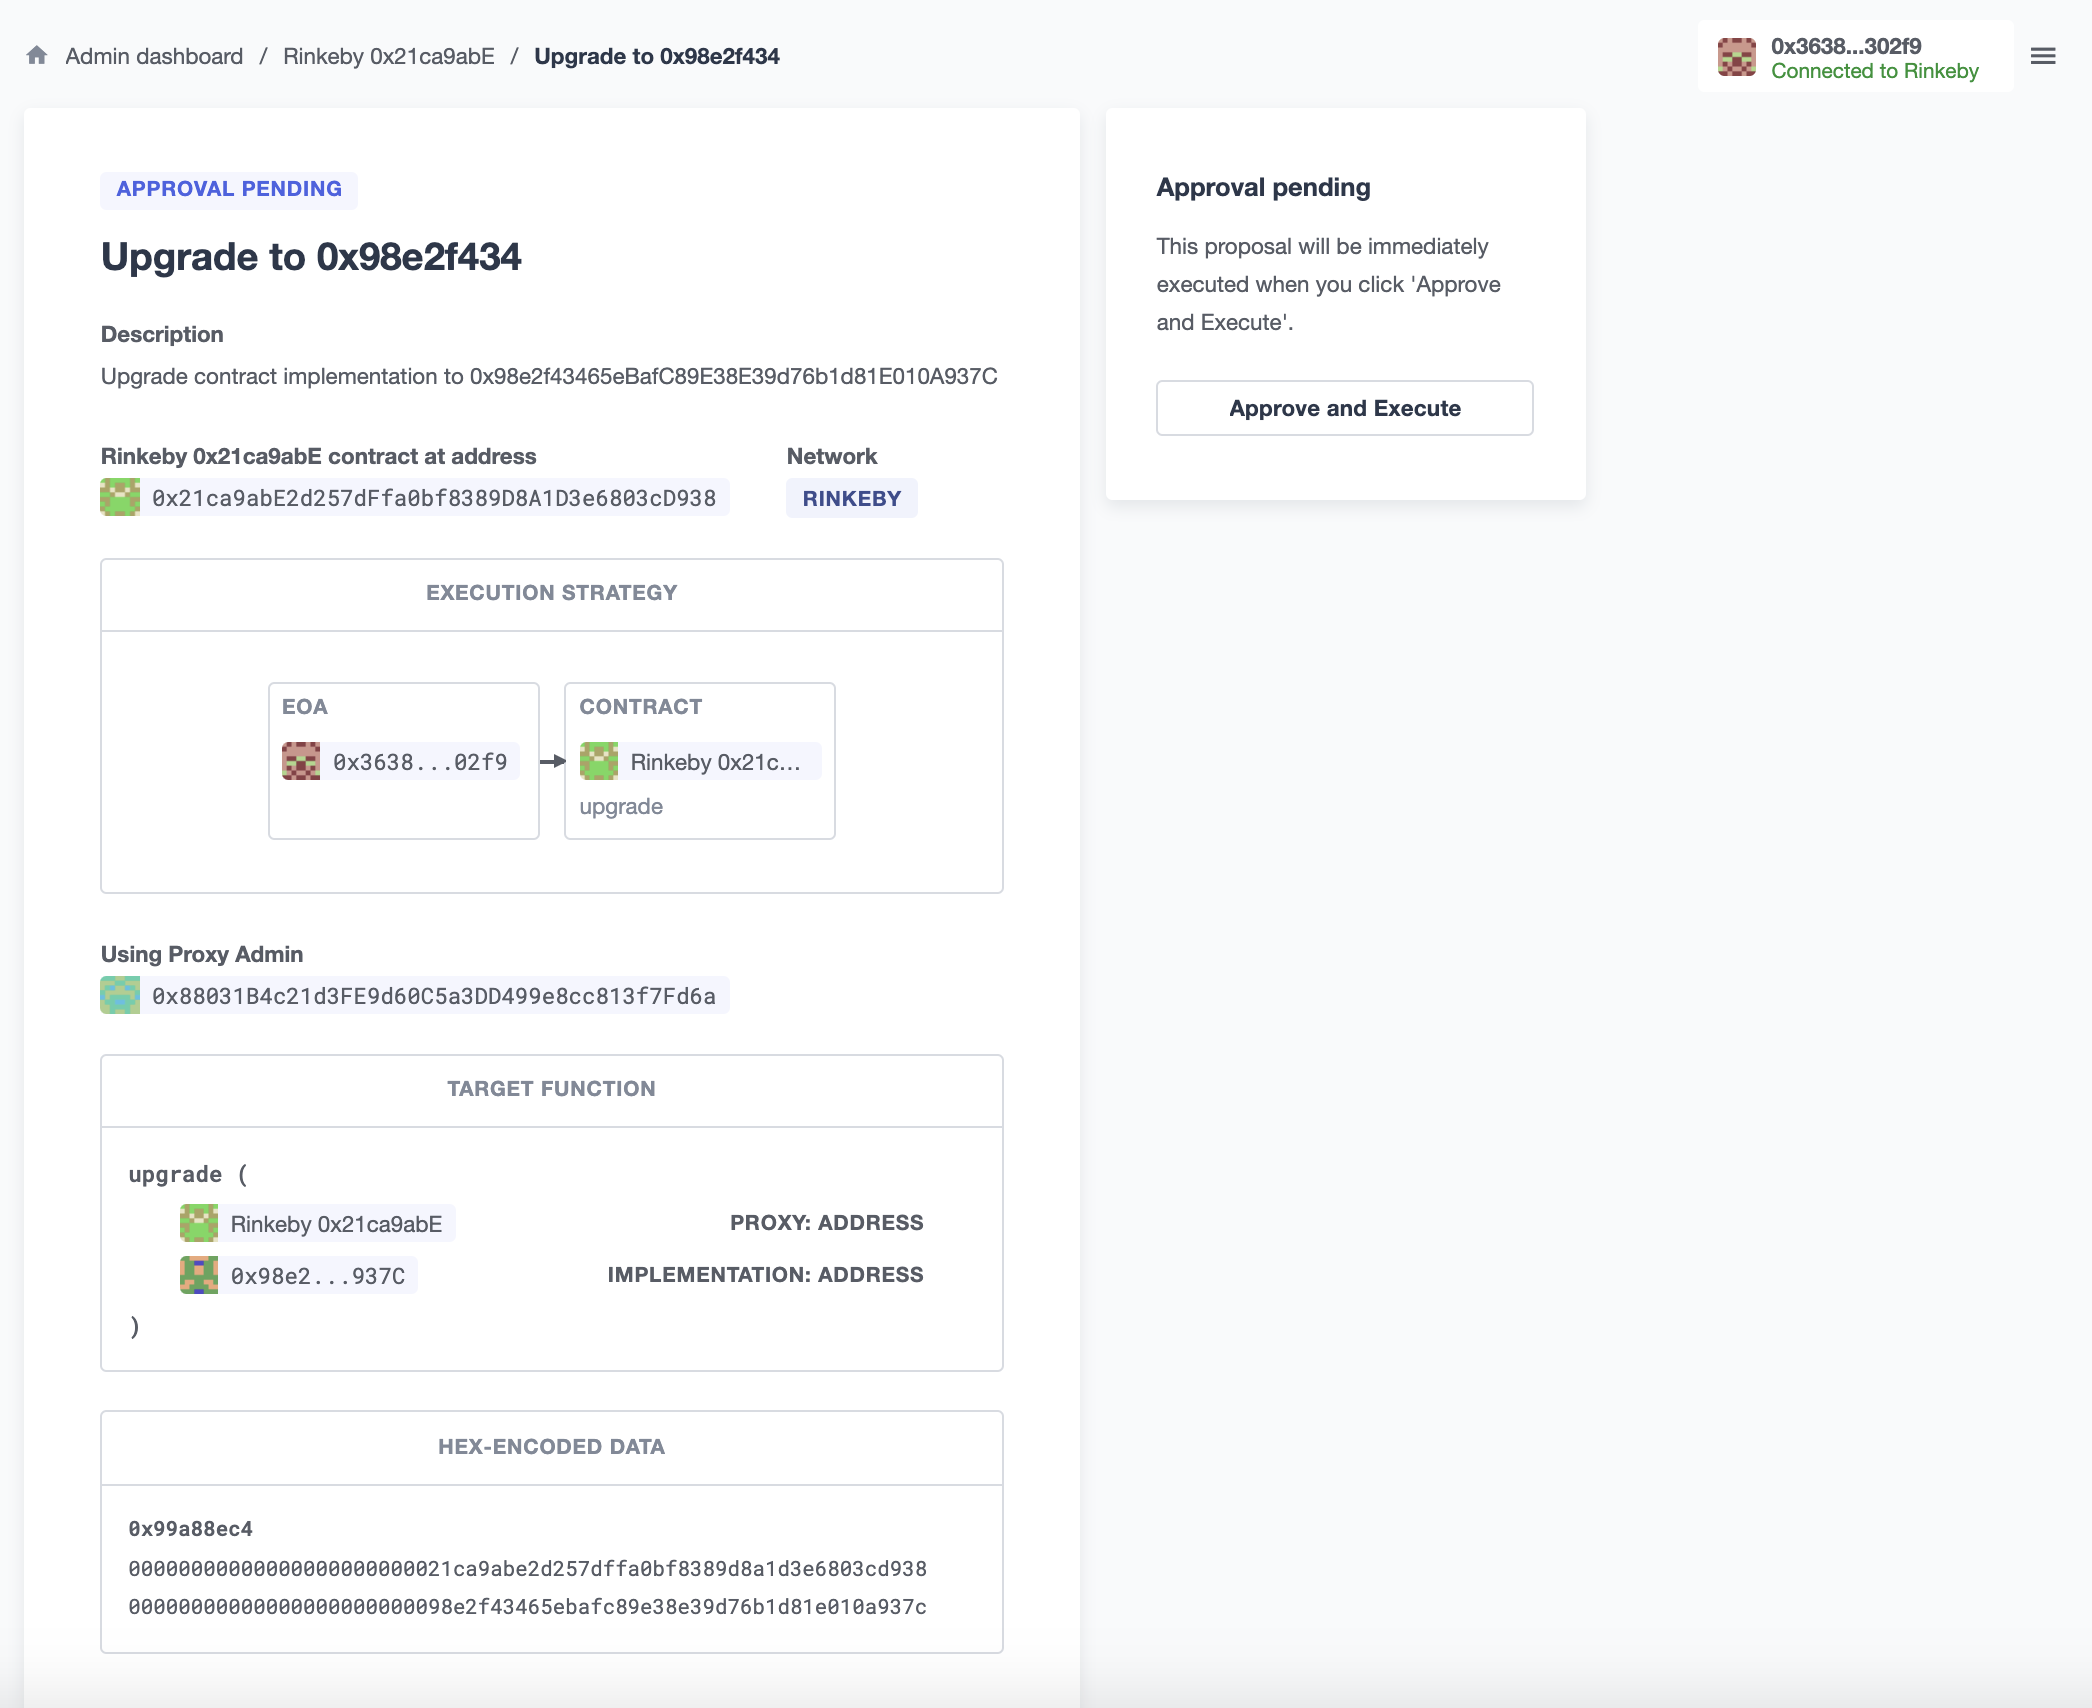 Admin dashboard / Rinkeby 0x21ca9abE / Upgrade to 0x98e2f434
0x3638...302f9
Connected to Rinkeby
APPROVAL PENDING
Upgrade to 0x98e2f434
Description
Upgrade contract implementation to 0x98e2f43465eBafC89E38E39d76b1d81E010A937C
Rinkeby 0x21ca9abE contract at address
0x21ca9abE2d257dFfa0bf8389D8A1D3e6803cD938
Network
RINKEBY
EXECUTION STRATEGY
EOA
0x3638...02f9
CONTRACT
Rinkeby 0x21c...
upgrade
Using Proxy Admin
0x88031B4c21d3FE9d60C5a3DD499e8cc813f7Fd6a
TARGET FUNCTION
upgrade (
Rinkeby 0x21ca9abE PROXY: ADDRESS
0x98e2...937C IMPLEMENTATION: ADDRESS
)
HEX-ENCODED DATA
0x99a88ec4
00000000000000000000000021ca9abe2d257dffa0bf8389d8a1d3e6803cd938
00000000000000000000000098e2f43465ebafc89e38e39d76b1d81e010a937c
Approval pending
This proposal will be immediately
executed when you click 'Approve
and Execute'.
Approve and Execute